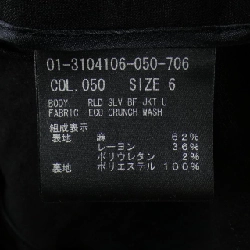 01-3104106-050-706
COL.050 SIZE 6
BODY RLD SLV BF JKT L
FABRIC ECO CRUNCH WASH
組成表示
表地 麻 62%
レーヨン 36%
ポリウレタン 2%
裏地 ポリエステル 100%